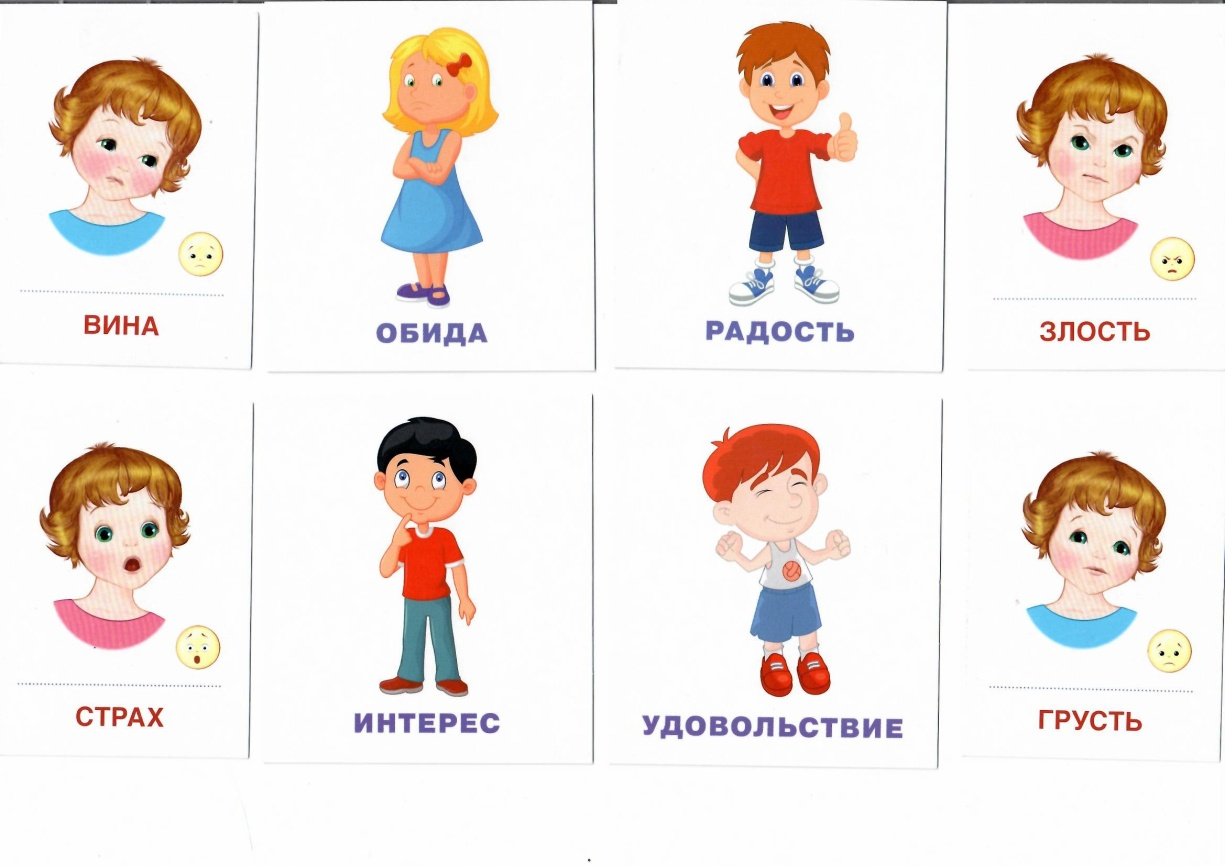 ВИНА
ОБИДА
РАДОСТЬ
ЗЛОСТЬ
СТРАХ
ИНТЕРЕС
УДОВОЛЬСТВИЕ
ГРУСТЬ